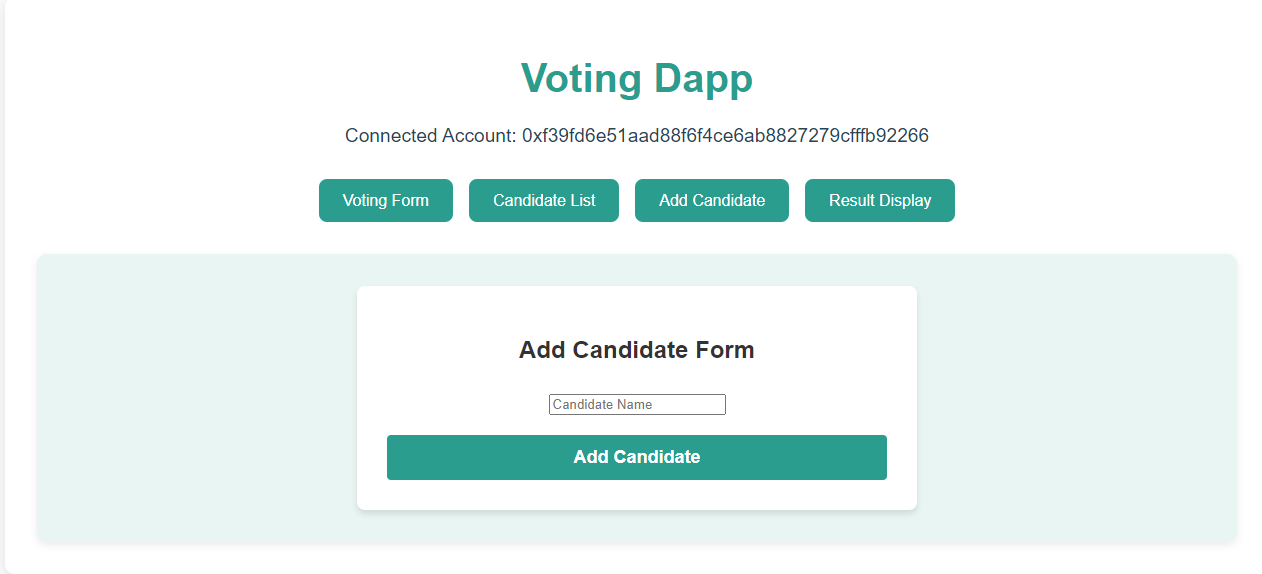 Voting Dapp
Connected Account: 0xf39fd6e51aad88f6f4ce6ab8827279cfffb92266
Voting Form
Candidate List
Add Candidate
Result Display
Add Candidate Form
Candidate Name
Add Candidate